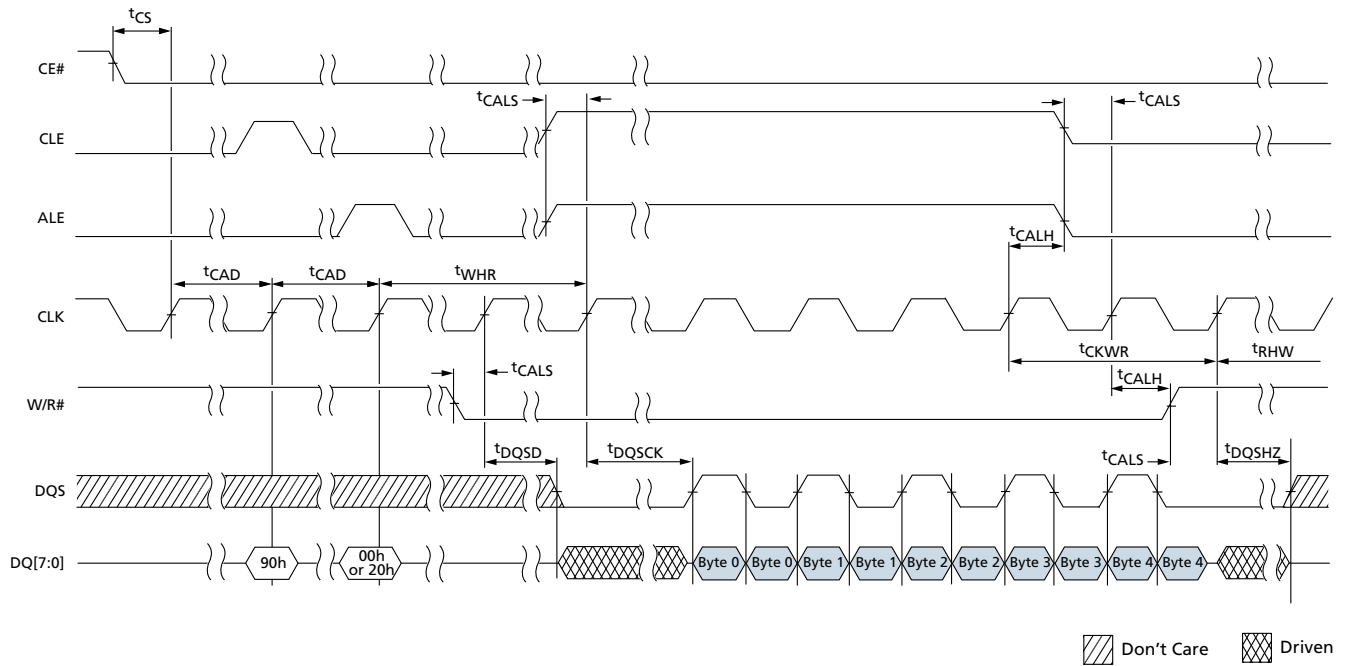 tCS
CE#
tCALS
tCALS
CLE
ALE
tCALH
tCAD
tCAD
tWHR
CLK
tCKWR
tRHW
tCALS
tCALH
W/R#
tDQSD
tDQSCK
tCALS
tDQSHZ
DQS
DQ[7:0]
90h
00h
or 20h
Byte 0
Byte 0
Byte 1
Byte 1
Byte 2
Byte 2
Byte 3
Byte 3
Byte 4
Byte 4
Don't Care
Driven